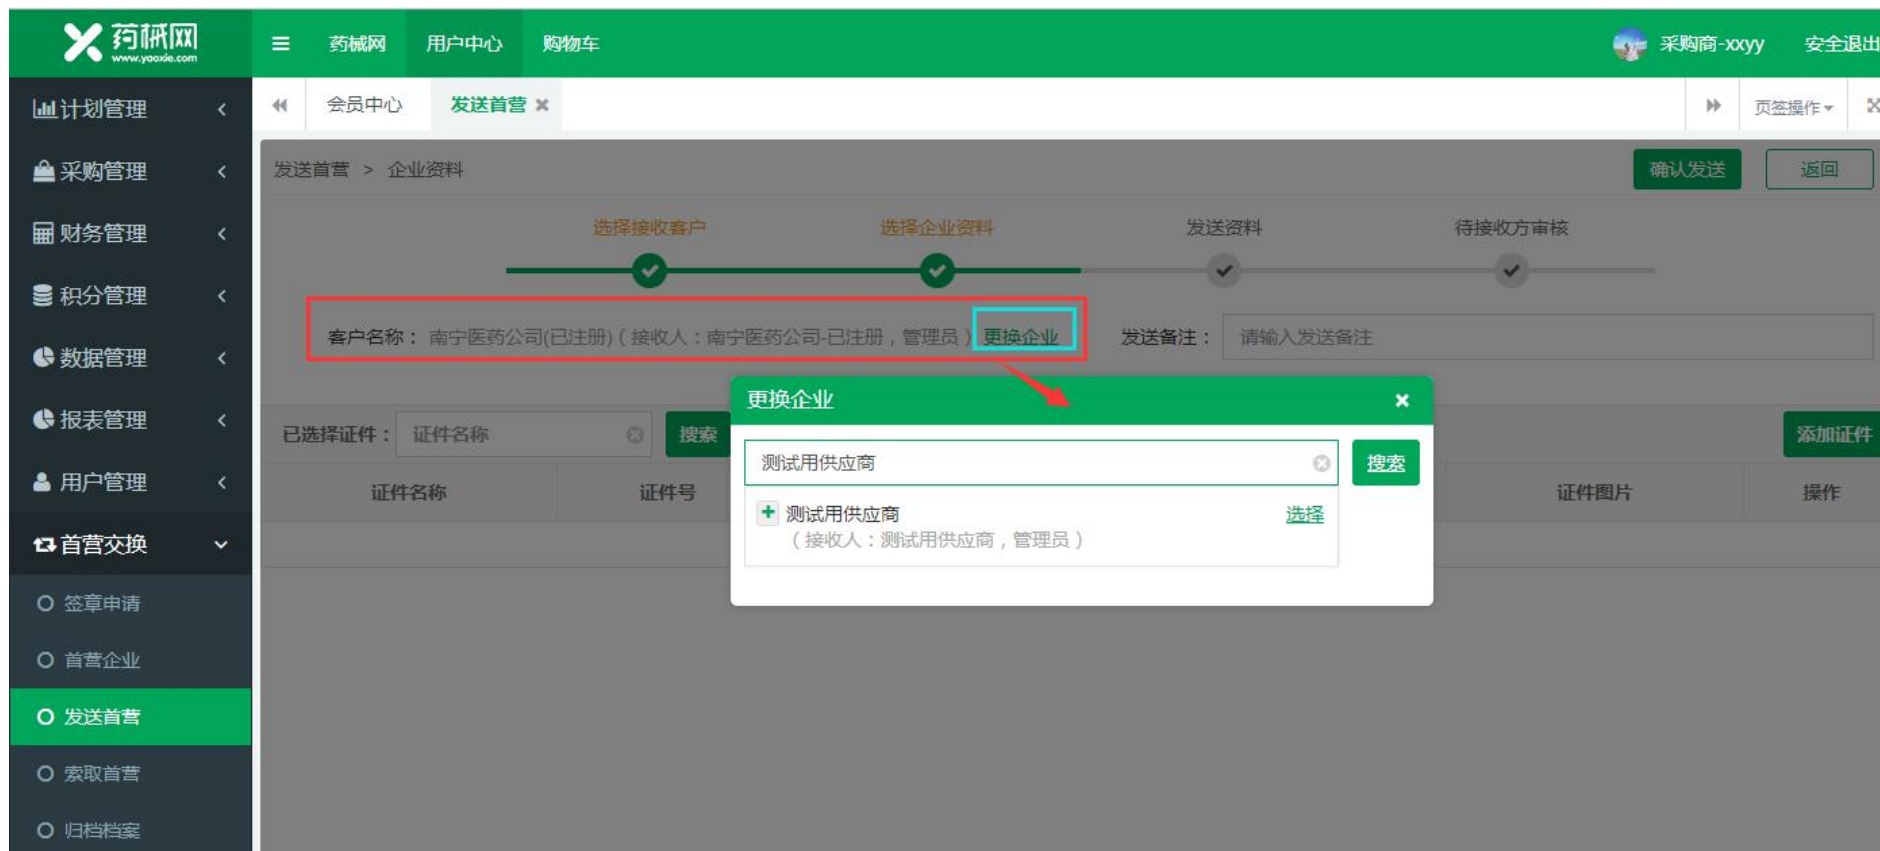 药械网
www.yaoxie.com
药械网 用户中心 购物车 采购商-xxyy 安全退出
会员中心 发送首营 页签操作
计划管理
采购管理
财务管理
积分管理
数据管理
报表管理
用户管理
首营交换
签章申请
首营企业
发送首营
索取首营
归档档案
发送首营 > 企业资料 确认发送 返回
选择接收客户 选择企业资料 发送资料 待接收方审核
客户名称： 南宁医药公司(已注册)(接收人：南宁医药公司-已注册，管理员) 更换企业 发送备注： 请输入发送备注
已选择证件： 证件名称 搜索 添加证件
证件名称 证件号 证件图片 操作
更换企业
测试用供应商 搜索
测试用供应商 选择
(接收人：测试用供应商，管理员)